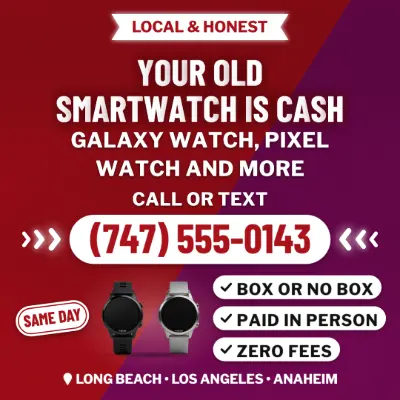 LOCAL & HONEST
YOUR OLD
SMARTWATCH IS CASH
GALAXY WATCH, PIXEL
WATCH AND MORE
CALL OR TEXT
(747) 555-0143
SAME DAY
BOX OR NO BOX
PAID IN PERSON
ZERO FEES
LONG BEACH • LOS ANGELES • ANAHEIM